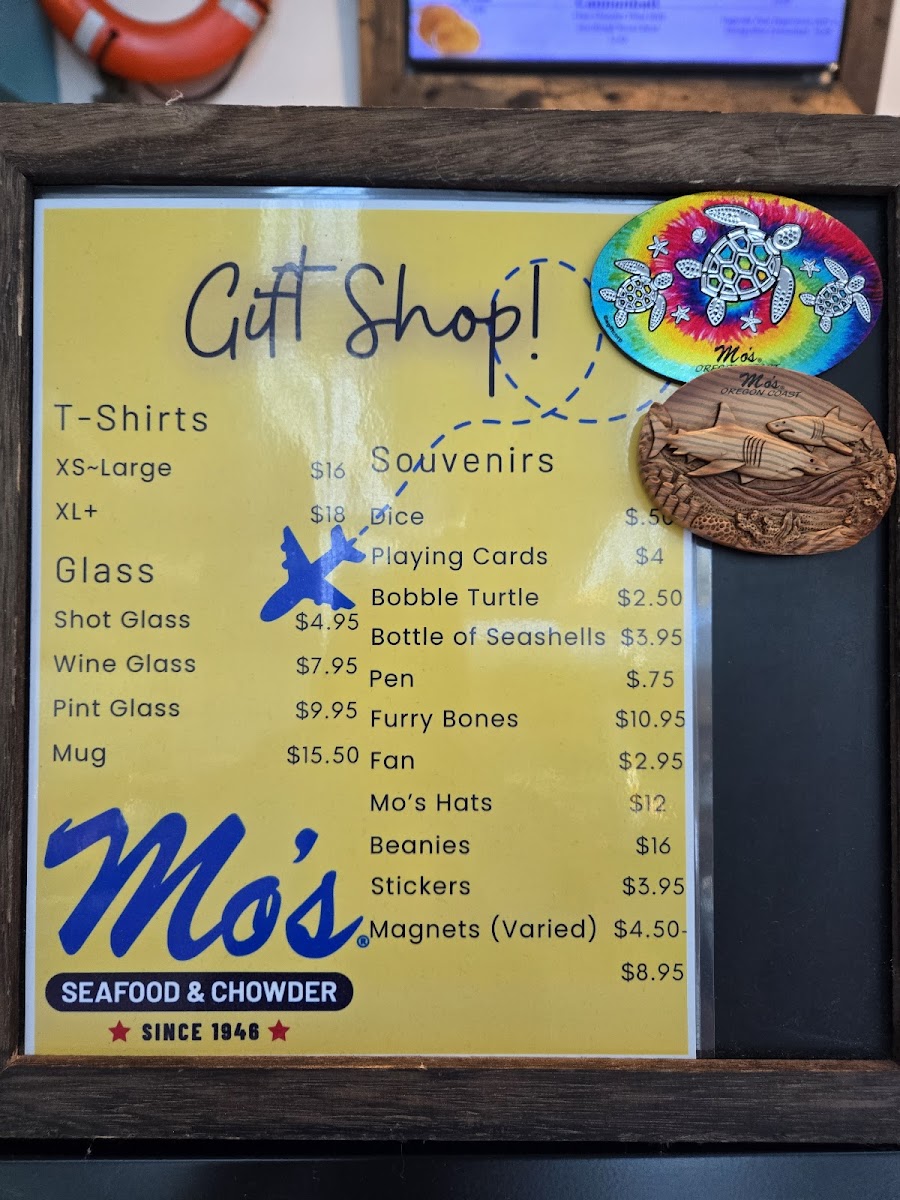 Cannonball!
Gift Shop!
T-Shirts
XS~Large $16
XL+ $18
Glass
Shot Glass $4.95
Wine Glass $7.95
Pint Glass $9.95
Mug $15.50
Souvenirs
Dice $.50
Playing Cards $4
Bobble Turtle $2.50
Bottle of Seashells $3.95
Pen $.75
Furry Bones $10.95
Fan $2.95
Mo's Hats $12
Beanies $16
Stickers $3.95
Magnets (Varied) $4.50-
$8.95
Mo's®
SEAFOOD & CHOWDER
SINCE 1946
Mo's®
OREGON
Mo's®
OREGON COAST